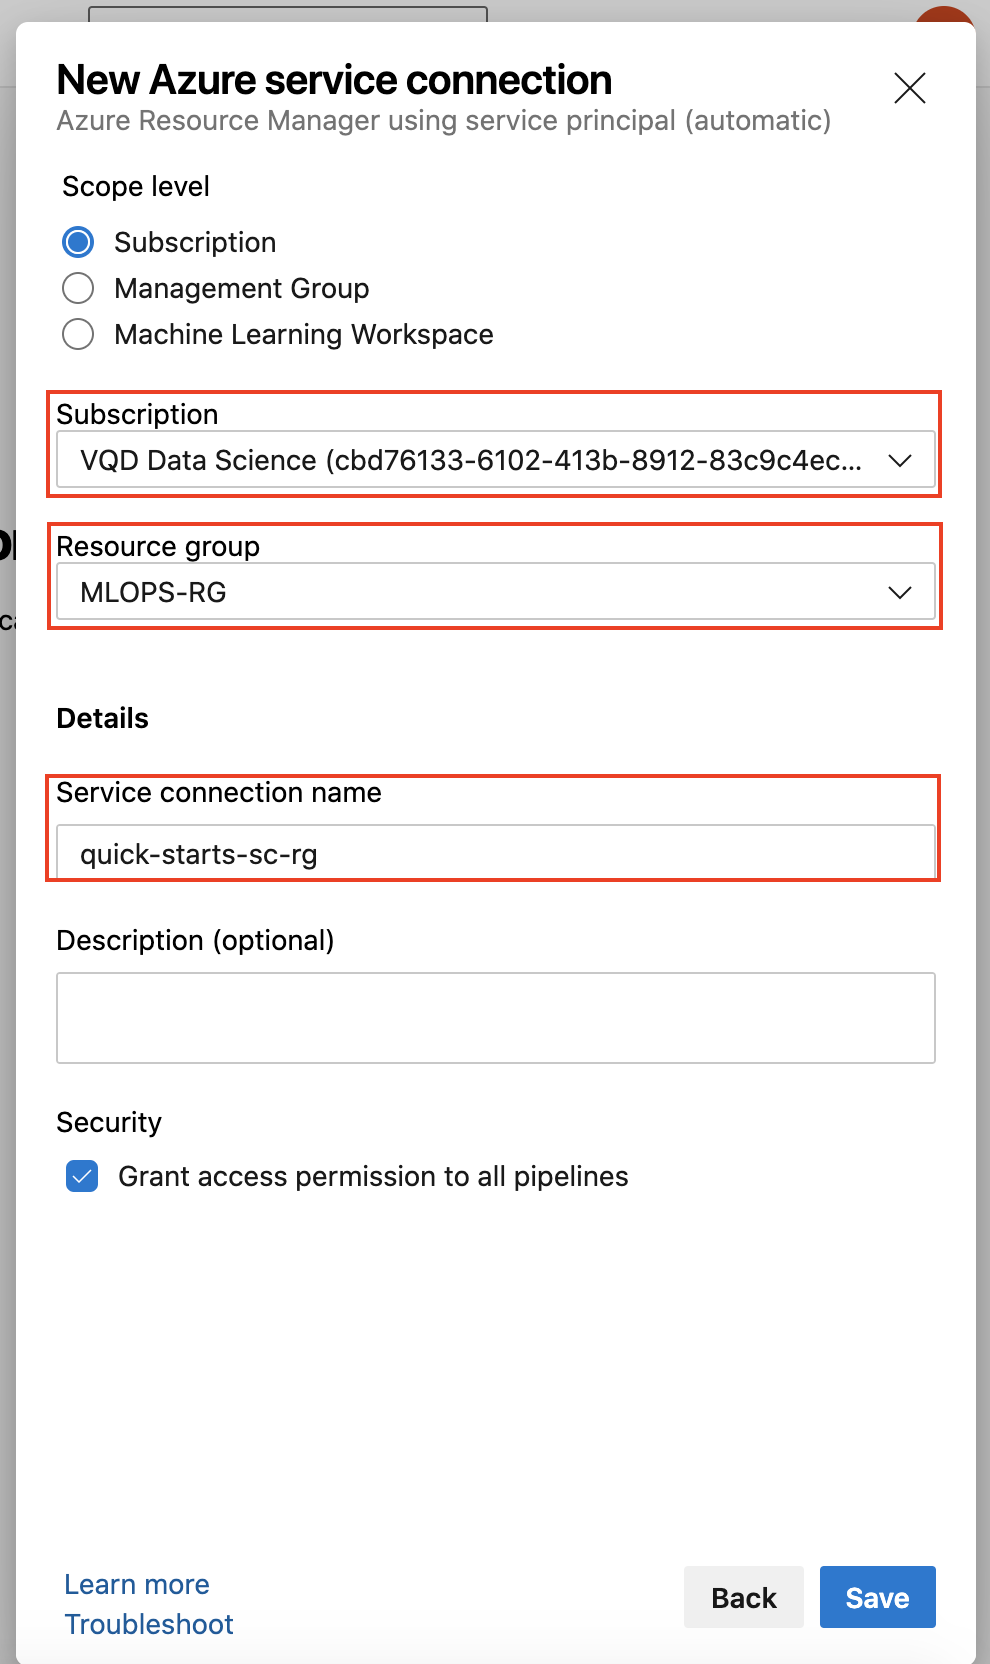 New Azure service connection
Azure Resource Manager using service principal (automatic)
Scope level
Subscription
Management Group
Machine Learning Workspace
Subscription
VQD Data Science (cbd76133-6102-413b-8912-83c9c4ec...
Resource group
MLOPS-RG
Details
Service connection name
quick-starts-sc-rg
Description (optional)
Security
Grant access permission to all pipelines
Learn more
Troubleshoot
Back
Save